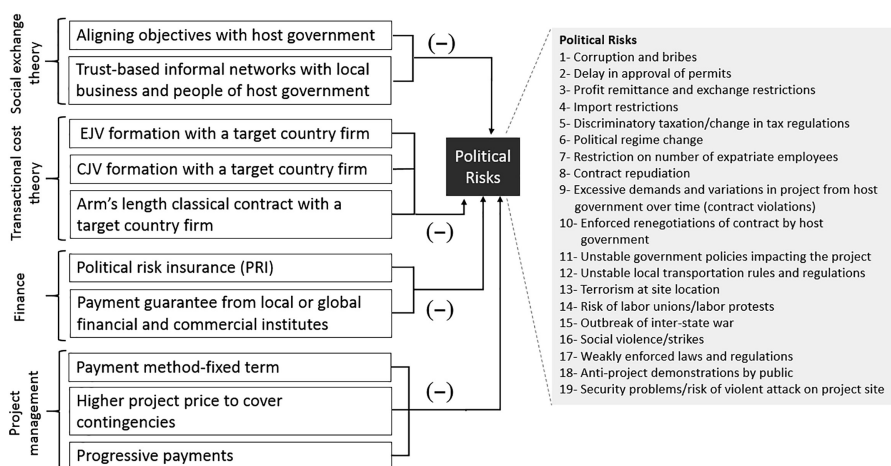 Social exchange
theory
Aligning objectives with host government
Trust-based informal networks with local
business and people of host government
(–)
Transactional cost
theory
EJV formation with a target country firm
CJV formation with a target country firm
Arm's length classical contract with a
target country firm
(–)
Finance
Political risk insurance (PRI)
Payment guarantee from local or global
financial and commercial institutes
(–)
Project
management
Payment method-fixed term
Higher project price to cover
contingencies
Progressive payments
(–)
Political
Risks
Political Risks
1- Corruption and bribes
2- Delay in approval of permits
3- Profit remittance and exchange restrictions
4- Import restrictions
5- Discriminatory taxation/change in tax regulations
6- Political regime change
7- Restriction on number of expatriate employees
8- Contract repudiation
9- Excessive demands and variations in project from host
government over time (contract violations)
10- Enforced renegotiations of contract by host
government
11- Unstable government policies impacting the project
12- Unstable local transportation rules and regulations
13- Terrorism at site location
14- Risk of labor unions/labor protests
15- Outbreak of inter-state war
16- Social violence/strikes
17- Weakly enforced laws and regulations
18- Anti-project demonstrations by public
19- Security problems/risk of violent attack on project site